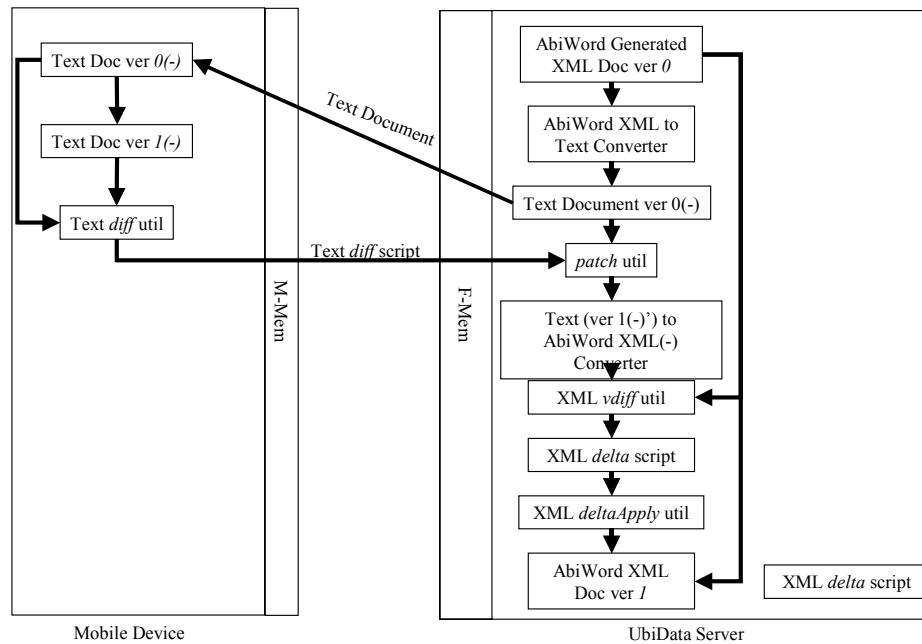 Text Doc ver 0(-)
Text Doc ver 1(-)
Text diff util
Text Document
Text diff script
M-Mem
F-Mem
AbiWord Generated
XML Doc ver 0
AbiWord XML to
Text Converter
Text Document ver 0(-)
patch util
Text (ver 1(-)’) to
AbiWord XML(-)
Converter
XML vdiff util
XML delta script
XML deltaApply util
AbiWord XML
Doc ver 1
XML delta script
Mobile Device
UbiData Server